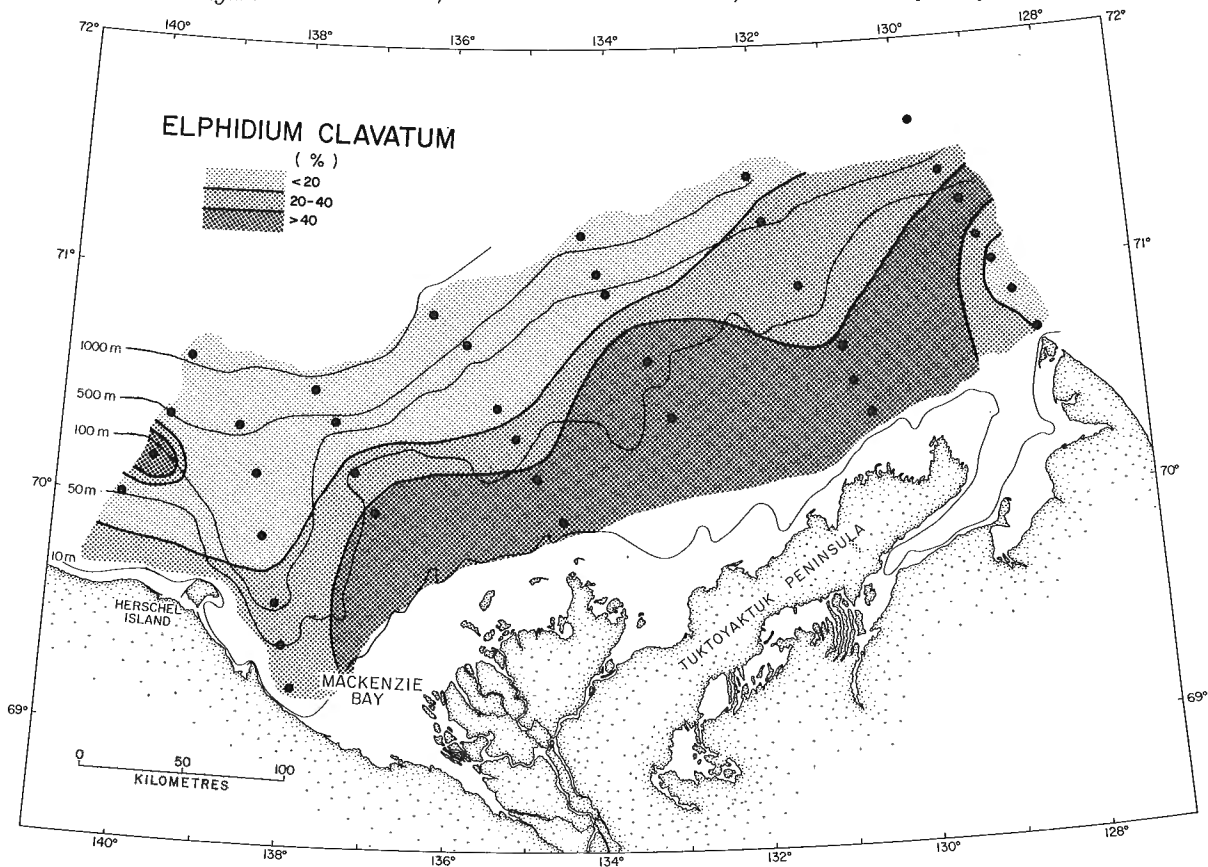 72°
140°
138°
136°
134°
132°
130°
128°
72°
ELPHIDIUM CLAVATUM
( % )
<20
20-40
>40
71°
71°
1000 m
500 m
100 m
70°
50 m
70°
10 m
HERSCHEL
ISLAND
TUKTOYAKTUK PENINSULA
MACKENZIE
BAY
69°
69°
0 50 100
KILOMETRES
140°
138°
136°
134°
132°
130°
128°